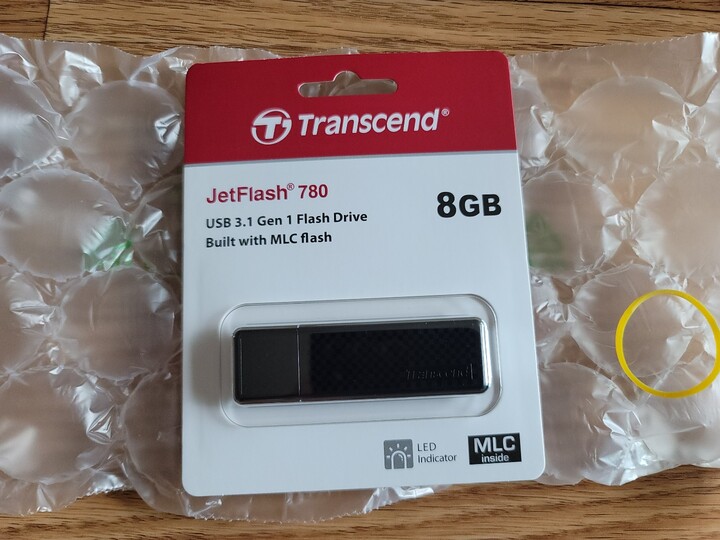 Transcend®
JetFlash® 780
8GB
USB 3.1 Gen 1 Flash Drive
Built with MLC flash
Transcend
LED
Indicator
MLC
inside